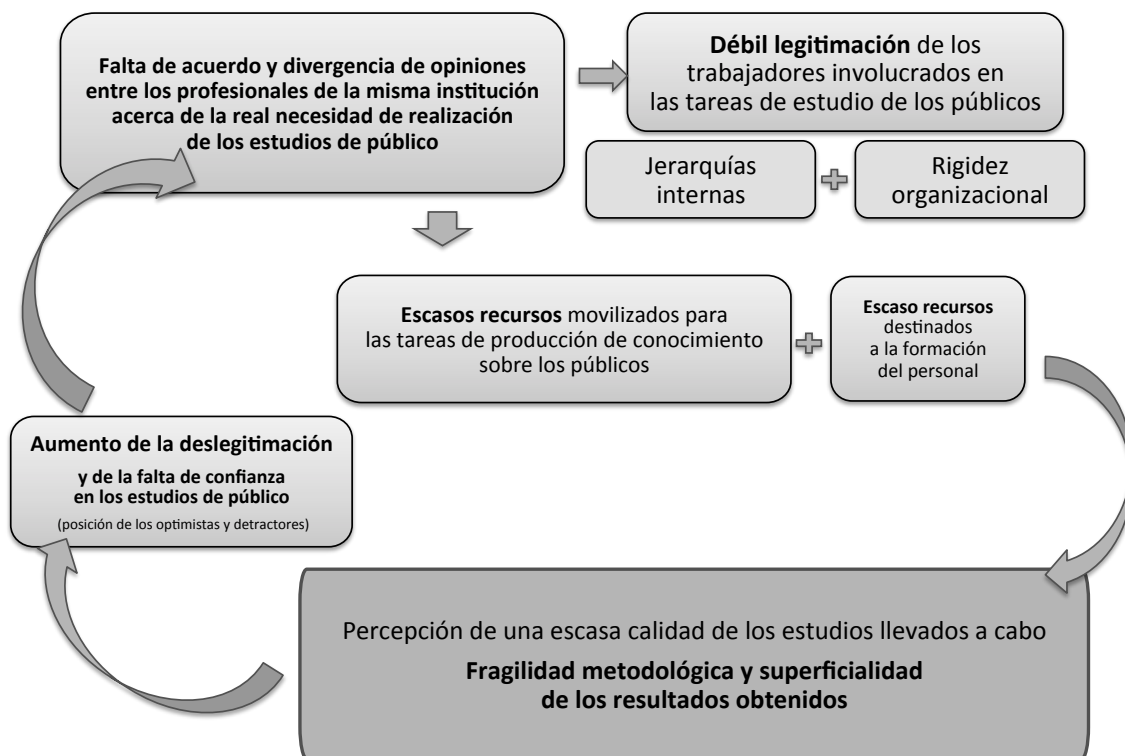 Falta de acuerdo y divergencia de opiniones
entre los profesionales de la misma institución
acerca de la real necesidad de realización
de los estudios de público
Débil legitimación de los
trabajadores involucrados en
las tareas de estudio de los públicos
Jerarquías
internas
Rigidez
organizacional
Escasos recursos movilizados para
las tareas de producción de conocimiento
sobre los públicos
Escaso recursos
destinados
a la formación
del personal
Aumento de la deslegitimación
y de la falta de confianza
en los estudios de público
(posición de los optimistas y detractores)
Percepción de una escasa calidad de los estudios llevados a cabo
Fragilidad metodológica y superficialidad
de los resultados obtenidos